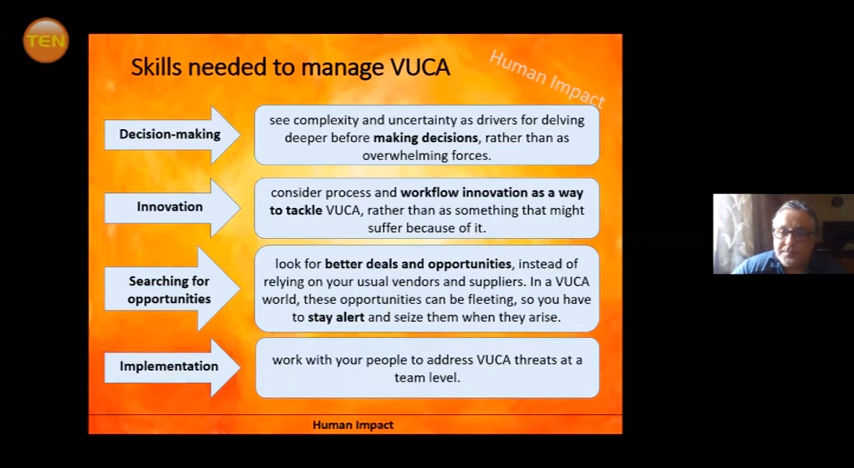 TEN
Skills needed to manage VUCA
Human Impact
Decision-making
see complexity and uncertainty as drivers for delving
deeper before making decisions, rather than as
overwhelming forces.
Innovation
consider process and workflow innovation as a way
to tackle VUCA, rather than as something that might
suffer because of it.
Searching for
opportunities
look for better deals and opportunities, instead of
relying on your usual vendors and suppliers. In a VUCA
world, these opportunities can be fleeting, so you have
to stay alert and seize them when they arise.
Implementation
work with your people to address VUCA threats at a
team level.
Human Impact